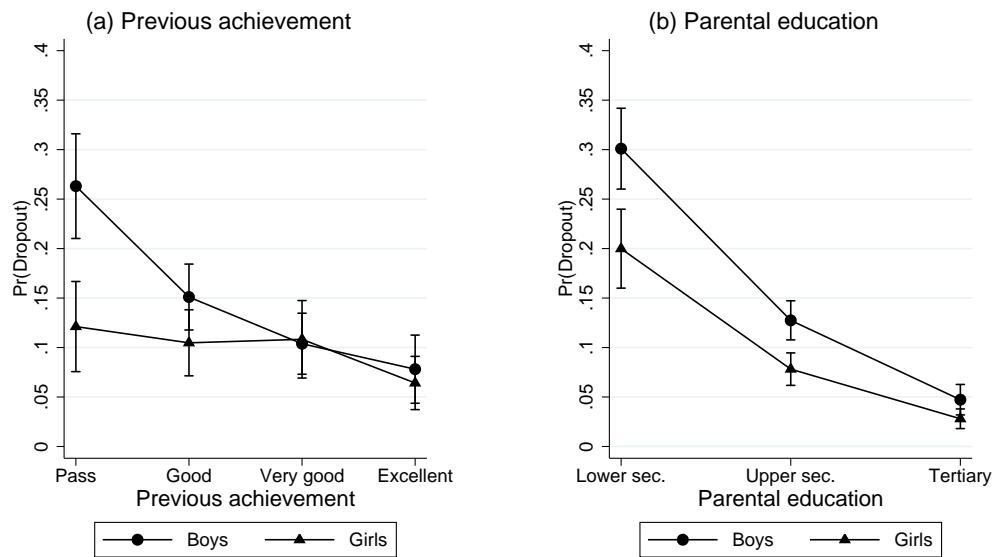 (a) Previous achievement
Pr(Dropout)
.4
.35
.3
.25
.2
.15
.1
.05
0
Pass Good Very good Excellent
Previous achievement
Boys Girls
(b) Parental education
Pr(Dropout)
.4
.35
.3
.25
.2
.15
.1
.05
0
Lower sec. Upper sec. Tertiary
Parental education
Boys Girls